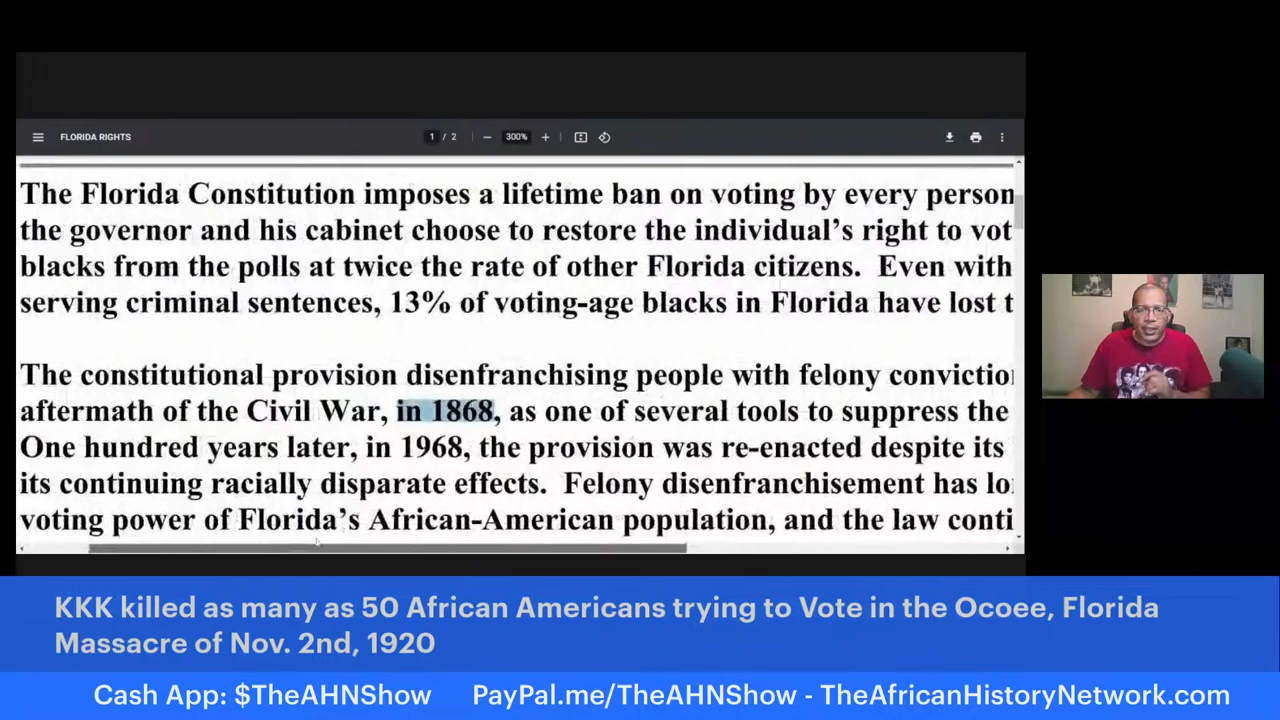 FLORIDA RIGHTS
1 / 2
300%
The Florida Constitution imposes a lifetime ban on voting by every person
the governor and his cabinet choose to restore the individual's right to vot
blacks from the polls at twice the rate of other Florida citizens. Even with
serving criminal sentences, 13% of voting-age blacks in Florida have lost t
The constitutional provision disenfranchising people with felony convictio
aftermath of the Civil War, in 1868, as one of several tools to suppress the
One hundred years later, in 1968, the provision was re-enacted despite its
its continuing racially disparate effects. Felony disenfranchisement has lo
voting power of Florida's African-American population, and the law conti
KKK killed as many as 50 African Americans trying to Vote in the Ocoee, Florida
Massacre of Nov. 2nd, 1920
Cash App: $TheAHNShow PayPal.me/TheAHNShow - TheAfricanHistoryNetwork.com